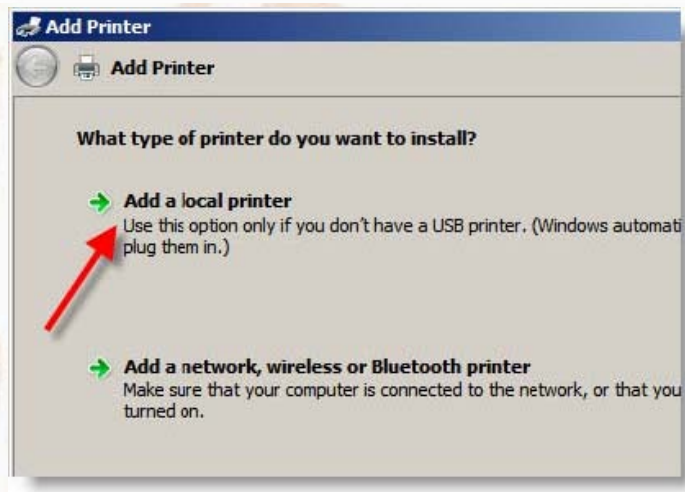 Add Printer
Add Printer
What type of printer do you want to install?
Add a local printer
Use this option only if you don't have a USB printer. (Windows automati
plug them in.)
Add a network, wireless or Bluetooth printer
Make sure that your computer is connected to the network, or that you
turned on.